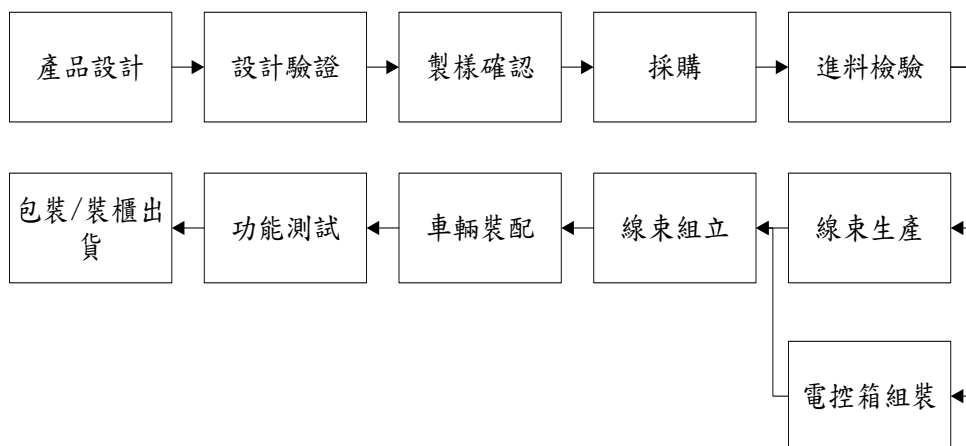 產品設計
設計驗證
製樣確認
採購
進料檢驗
包裝/裝櫃出
貨
功能測試
車輛裝配
線束組立
線束生產
電控箱組裝